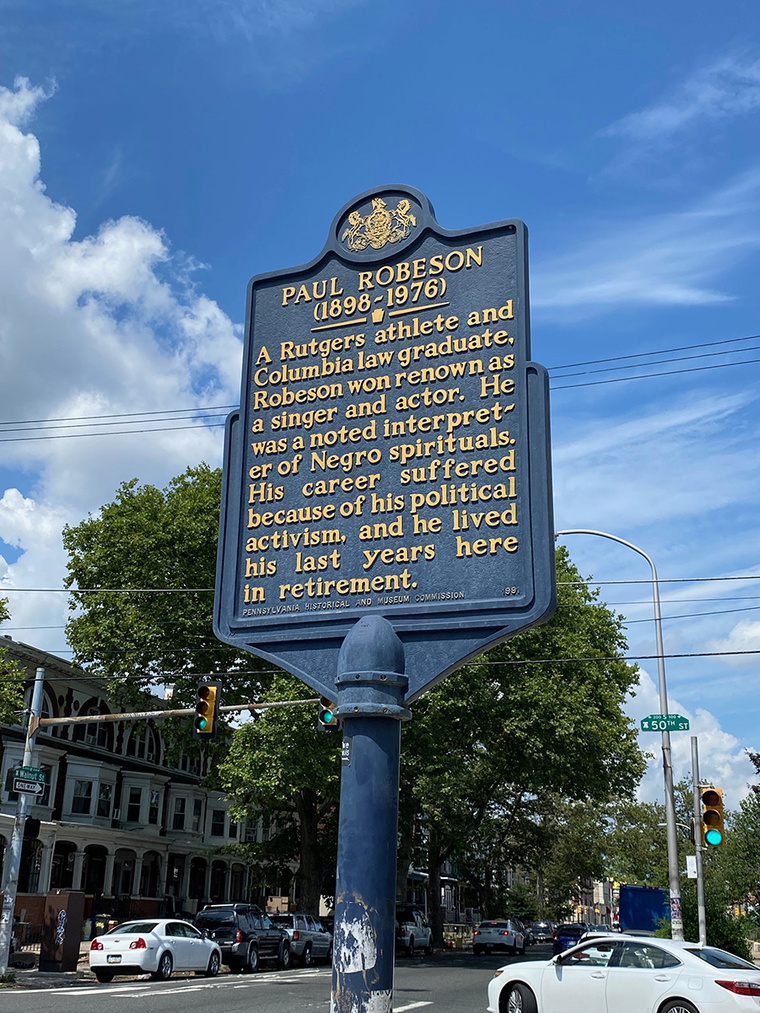 PAUL ROBESON
(1898-1976)
A Rutgers athlete and
Columbia law graduate,
Robeson won renown as
a singer and actor. He
was a noted interpret-
er of Negro spirituals.
His career suffered
because of his political
activism, and he lived
his last years here
in retirement.
PENNSYLVANIA HISTORICAL AND MUSEUM COMMISSION 1991
50TH ST
Walnut St
ONE WAY